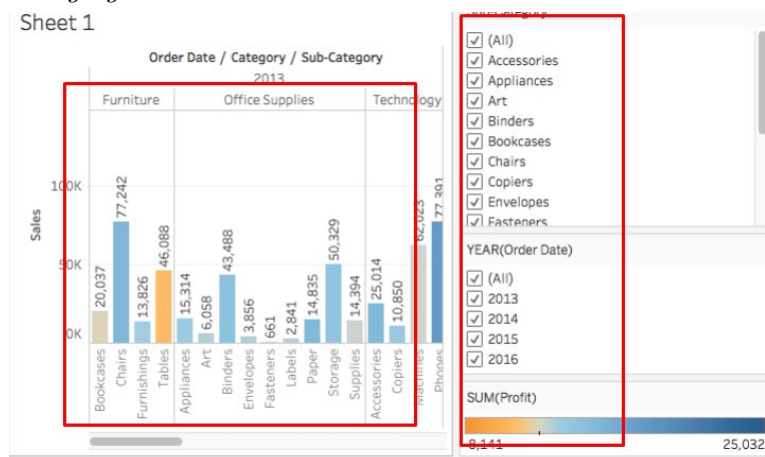 Sheet 1
Order Date / Category / Sub-Category
2013
Furniture Office Supplies Technology
Sales
100K
50K
0K
20,037
77,242
13,826
46,088
15,314
6,058
43,488
3,856
661
2,841
14,835
50,329
14,394
25,014
10,850
62,023
77,391
Bookcases
Chairs
Furnishings
Tables
Appliances
Art
Binders
Envelopes
Fasteners
Labels
Paper
Storage
Supplies
Accessories
Copiers
Machines
Phones
(All)
Accessories
Appliances
Art
Binders
Bookcases
Chairs
Copiers
Envelopes
Fasteners
YEAR(Order Date)
(All)
2013
2014
2015
2016
SUM(Profit)
8,141 25,032